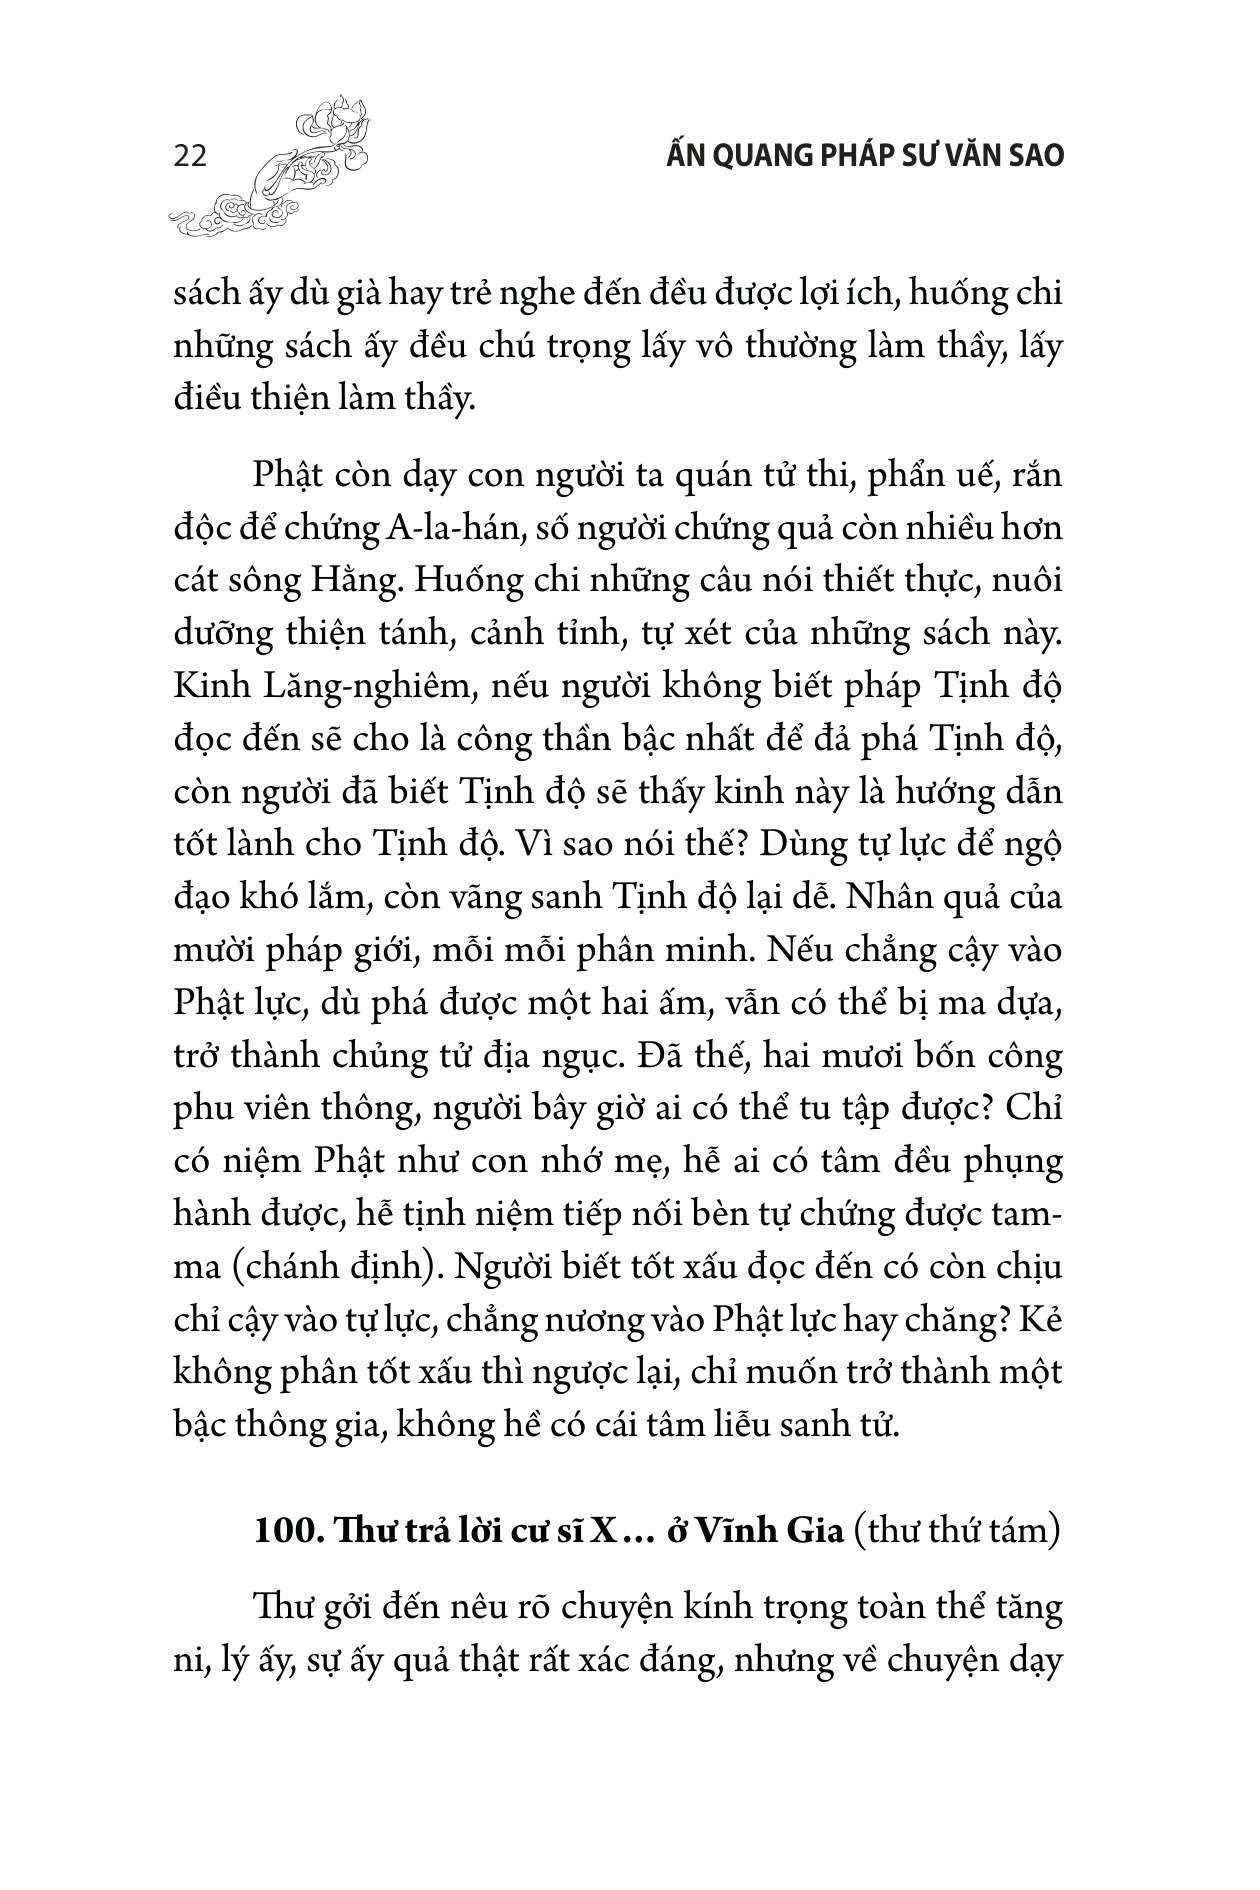 22
ẤN QUANG PHÁP SƯ VĂN SAO
sách ấy dù già hay trẻ nghe đến đều được lợi ích, huống chi
những sách ấy đều chú trọng lấy vô thường làm thầy, lấy
điều thiện làm thầy.
Phật còn dạy con người ta quán tử thi, phẩn uế, rắn
độc để chứng A-la-hán, số người chứng quả còn nhiều hơn
cát sông Hằng. Huống chi những câu nói thiết thực, nuôi
dưỡng thiện tánh, cảnh tỉnh, tự xét của những sách này.
Kinh Lăng-nghiêm, nếu người không biết pháp Tịnh độ
đọc đến sẽ cho là công thần bậc nhất để đả phá Tịnh độ,
còn người đã biết Tịnh độ sẽ thấy kinh này là hướng dẫn
tốt lành cho Tịnh độ. Vì sao nói thế? Dùng tự lực để ngộ
đạo khó lắm, còn vãng sanh Tịnh độ lại dễ. Nhân quả của
mười pháp giới, mỗi mỗi phân minh. Nếu chẳng cậy vào
Phật lực, dù phá được một hai ấm, vẫn có thể bị ma dựa,
trở thành chủng tử địa ngục. Đã thế, hai mươi bốn công
phu viên thông, người bây giờ ai có thể tu tập được? Chỉ
có niệm Phật như con nhớ mẹ, hễ ai có tâm đều phụng
hành được, hễ tịnh niệm tiếp nối bèn tự chứng được tam-
ma (chánh định). Người biết tốt xấu đọc đến có còn chịu
chỉ cậy vào tự lực, chẳng nương vào Phật lực hay chăng? Kẻ
không phân tốt xấu thì ngược lại, chỉ muốn trở thành một
bậc thông gia, không hề có cái tâm liễu sanh tử.
100. Thư trả lời cư sĩ X... ở Vĩnh Gia (thư thứ tám)
Thư gởi đến nêu rõ chuyện kính trọng toàn thể tăng
ni, lý ấy, sự ấy quả thật rất xác đáng, nhưng về chuyện dạy